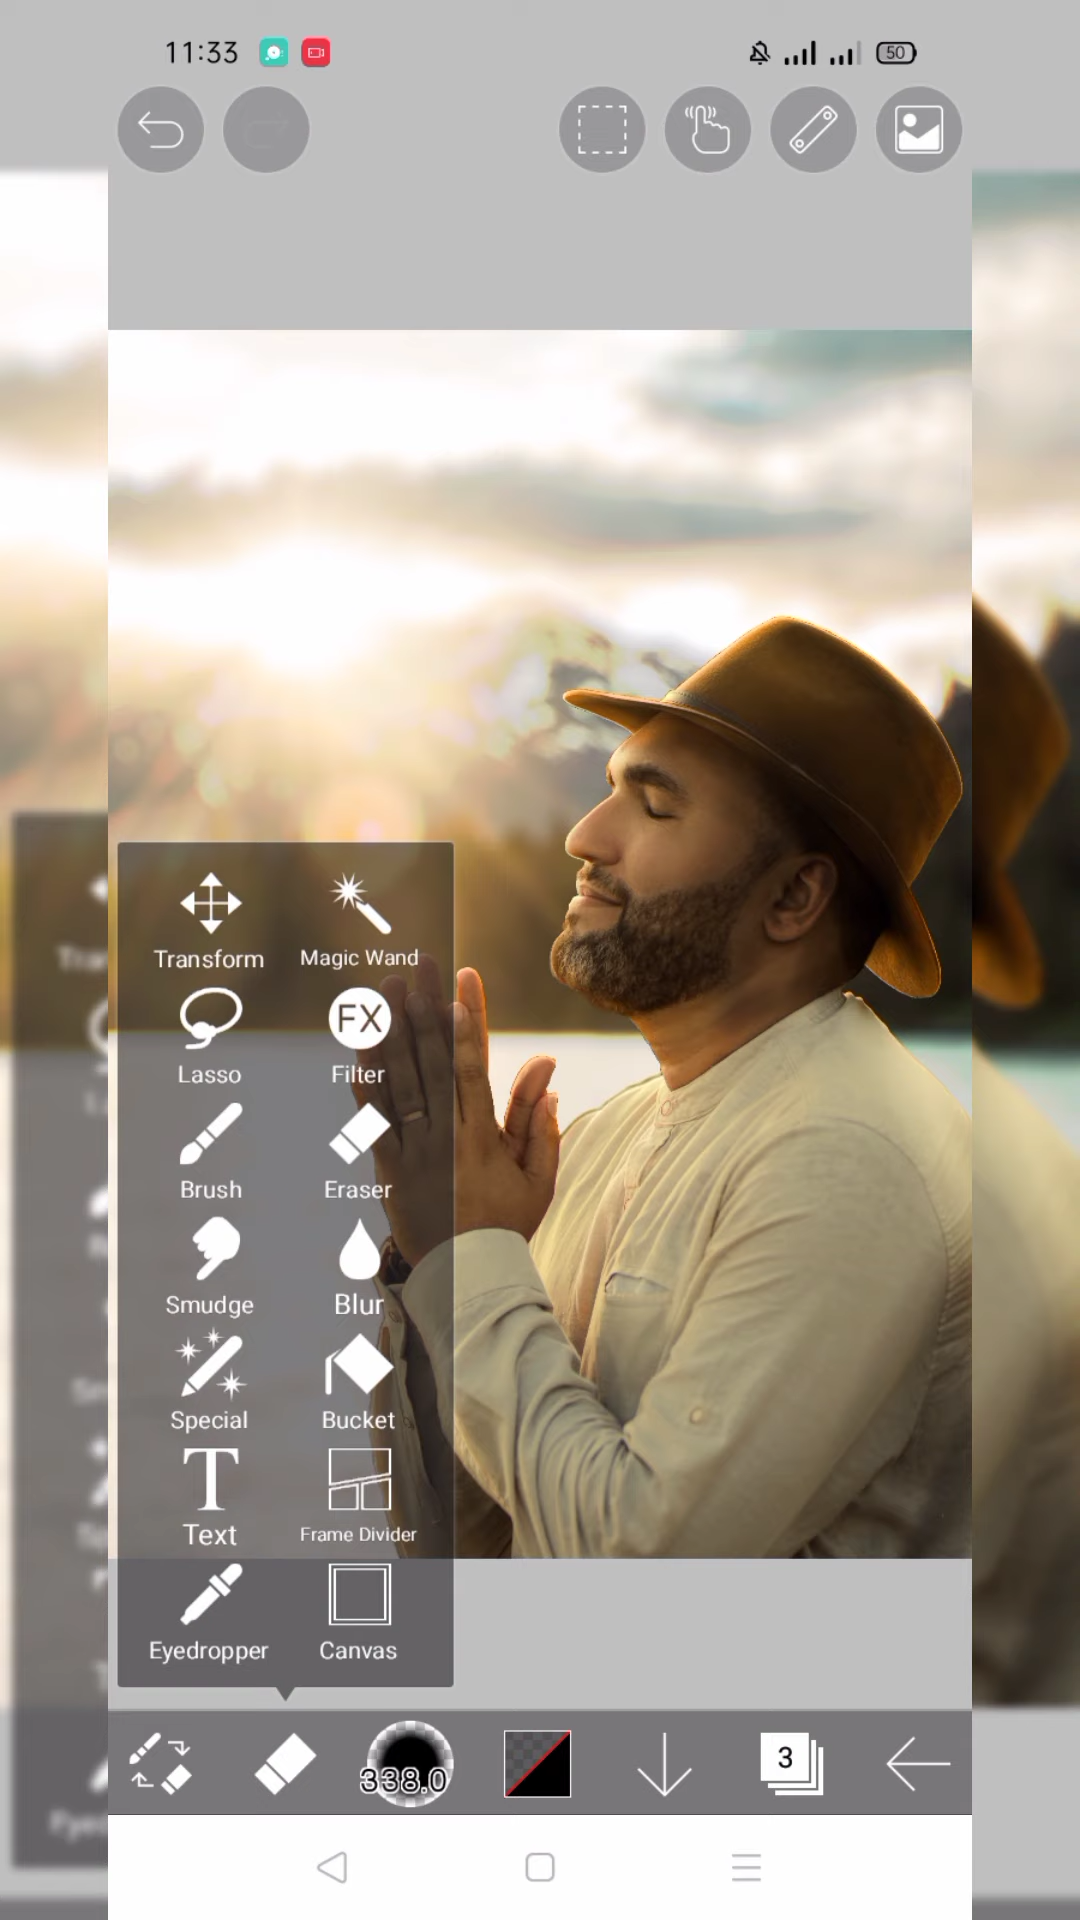 11:33
50
Transform
Magic Wand
Lasso
FX
Filter
Brush
Eraser
Smudge
Blur
Special
Bucket
T
Text
Frame Divider
Eyedropper
Canvas
338.0
3